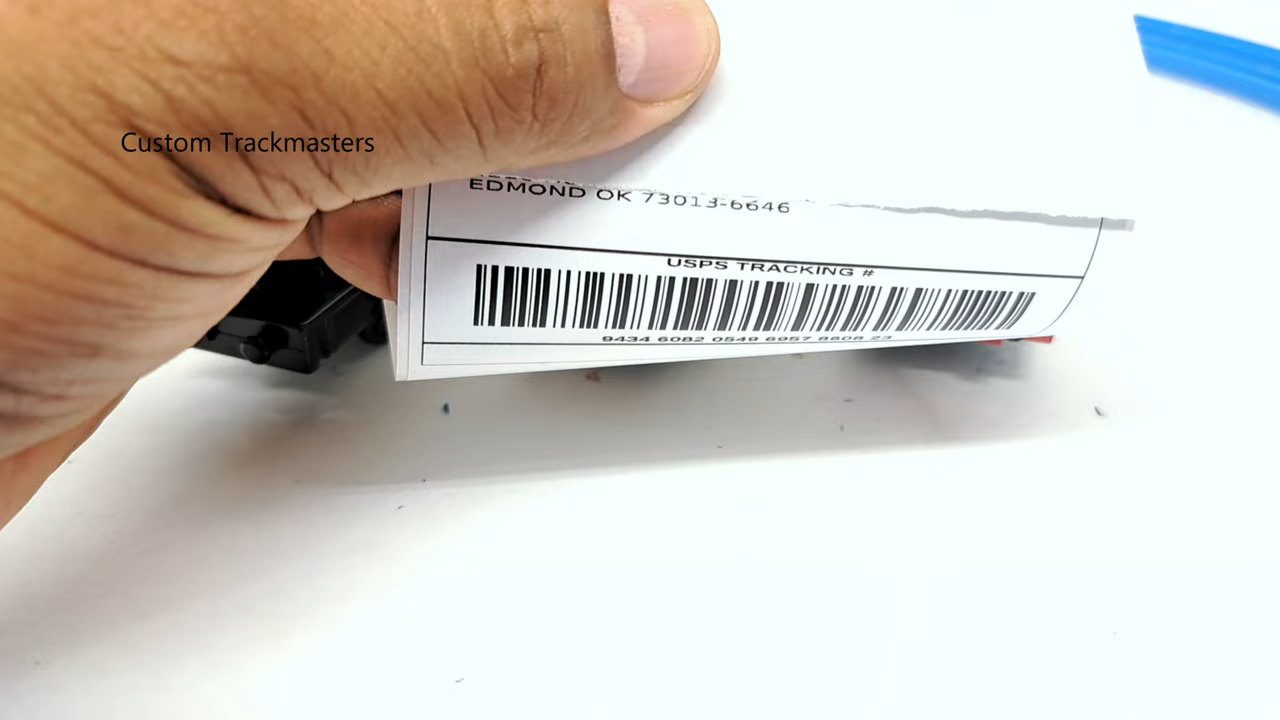 Custom Trackmasters
EDMOND OK 73013-6646
USPS TRACKING #
9434 6082 0549 6957 8608 23